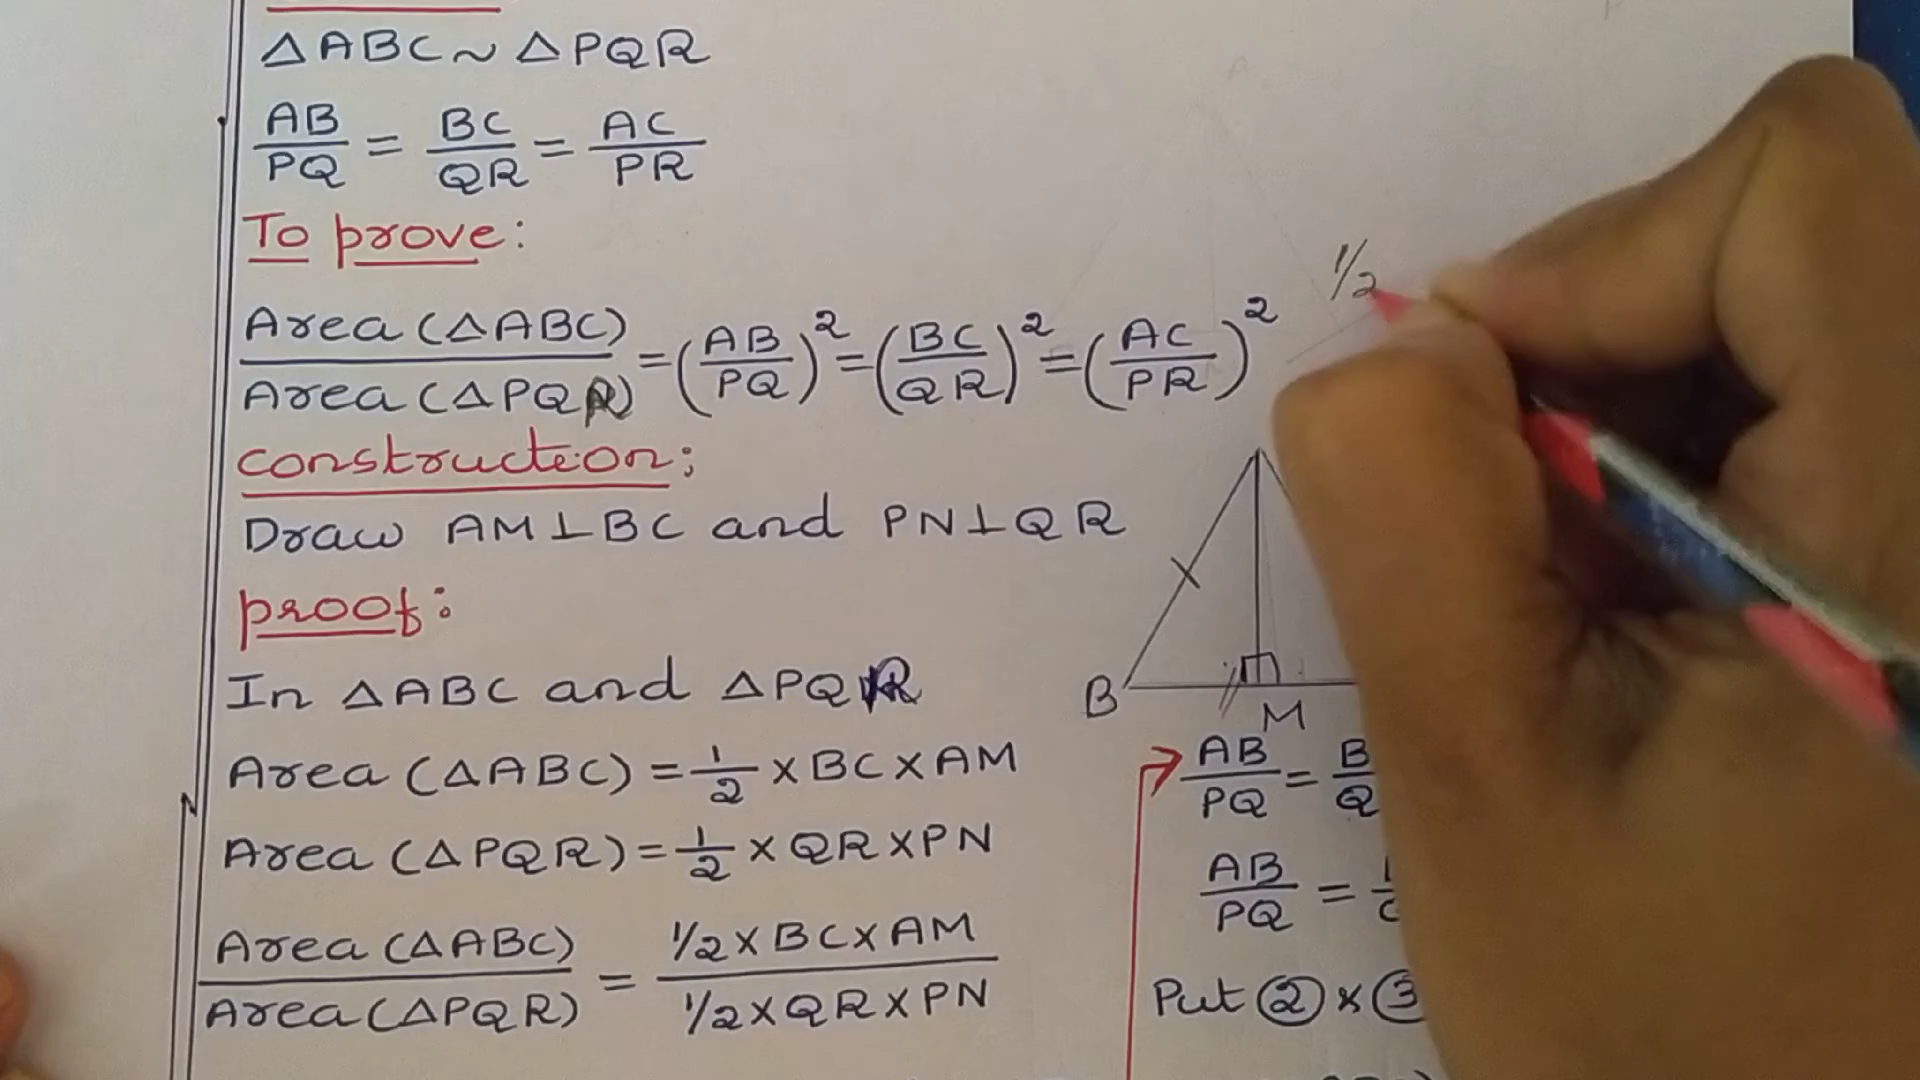 △ABC ~ △PQR
AB/PQ = BC/QR = AC/PR
To prove:
Area (△ABC)/Area (△PQR) = (AB/PQ)² = (BC/QR)² = (AC/PR)²
1/2
construction:
Draw AM⊥BC and PN⊥QR
proof:
In △ABC and △PQR
Area (△ABC) = 1/2 × BC × AM
Area (△PQR) = 1/2 × QR × PN
Area (△ABC)/Area (△PQR) = 1/2 × BC × AM/1/2 × QR × PN
B
M
AB/PQ = B/Q
AB/PQ =
Put ② × ③